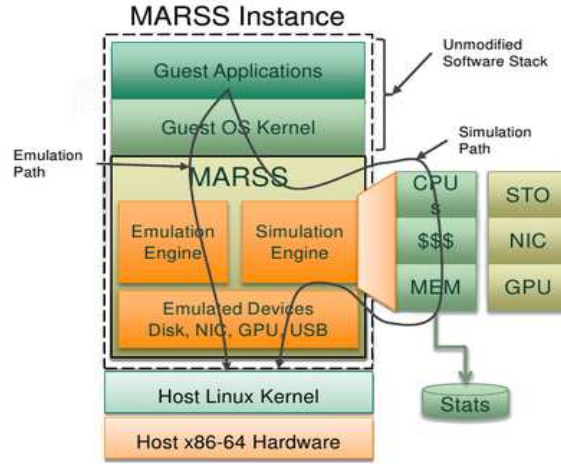 MARSS Instance
Guest Applications
Guest OS Kernel
Unmodified
Software Stack
Emulation
Path
Simulation
Path
MARSS
Emulation
Engine
Simulation
Engine
Emulated Devices
Disk, NIC, GPU, USB
CPU
s
$$$
MEM
STO
NIC
GPU
Stats
Host Linux Kernel
Host x86-64 Hardware